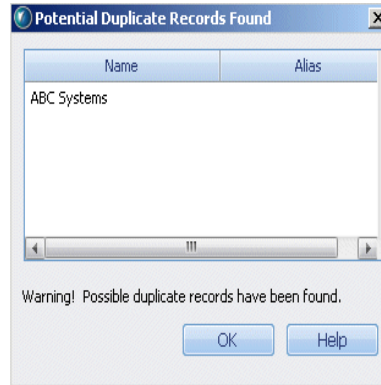 Potential Duplicate Records Found
Name Alias
ABC Systems
Warning! Possible duplicate records have been found.
OK Help